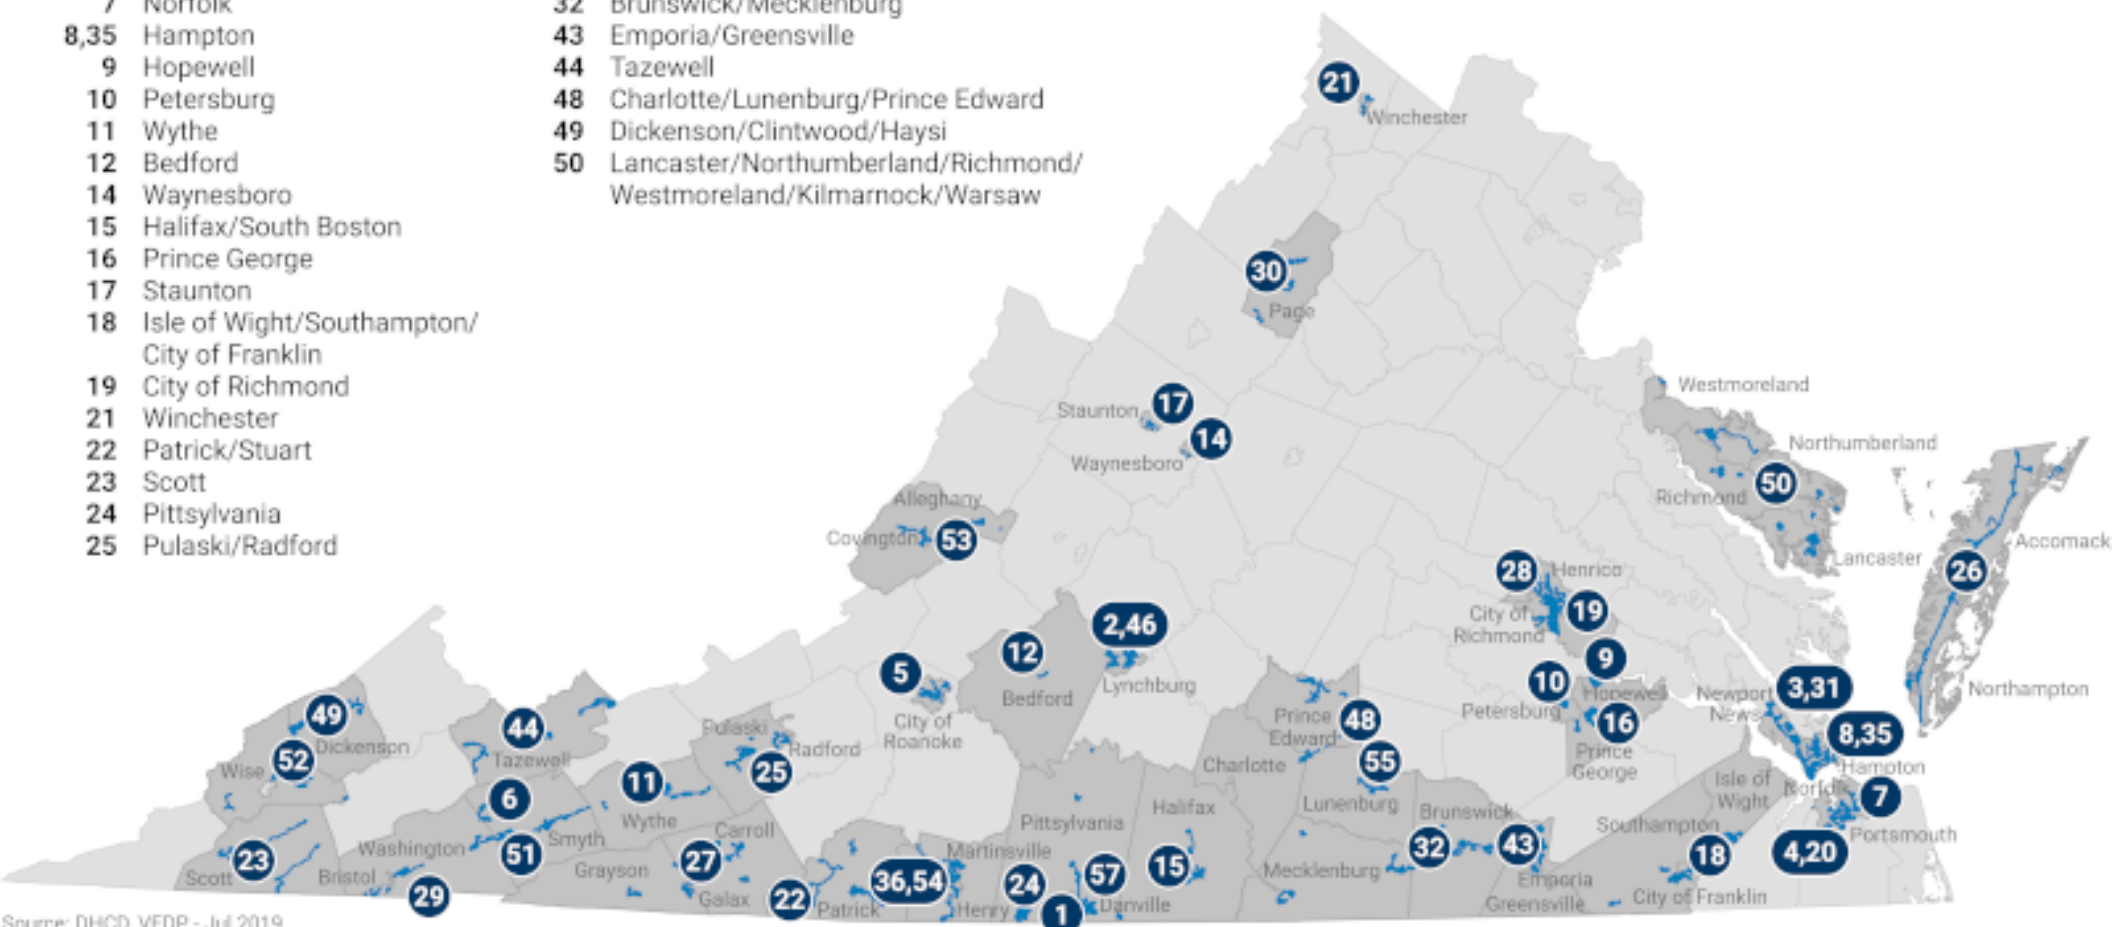 7 Norfolk
8,35 Hampton
9 Hopewell
10 Petersburg
11 Wythe
12 Bedford
14 Waynesboro
15 Halifax/South Boston
16 Prince George
17 Staunton
18 Isle of Wight/Southampton/
City of Franklin
19 City of Richmond
21 Winchester
22 Patrick/Stuart
23 Scott
24 Pittsylvania
25 Pulaski/Radford
32 Brunswick/Mecklenburg
43 Emporia/Greensville
44 Tazewell
48 Charlotte/Lunenburg/Prince Edward
49 Dickenson/Clintwood/Haysi
50 Lancaster/Northumberland/Richmond/
Westmoreland/Kilmarnock/Warsaw
21
Winchester
30
Page
Westmoreland
17
Staunton
14
Waynesboro
Northumberland
50
Richmond
Alleghany
Covington
53
Lancaster
Accomack
26
28
Henrico
19
City of
Richmond
2,46
12
Bedford
Lynchburg
5
City of
Roanoke
9
10
Hopewell
Petersburg
16
Prince
George
Newport
News
3,31
Northampton
8,35
Hampton
49
Dickenson
52
Wise
44
Tazewell
Pulaski
Radford
25
Prince
Edward
48
55
Charlotte
Lunenburg
Isle of
Wight
Norfolk
7
Portsmouth
6
11
Wythe
Halifax
Pittsylvania
Brunswick
Southampton
Carroll
Smyth
Washington
51
Martinsville
32
43
18
4,20
23
Scott
Bristol
29
Grayson
27
Galax
22
Patrick
36,54
Henry
24
1
57
Danville
15
Mecklenburg
Emporia
Greensville
City of Franklin
Source: DHCD, VEDP - Jul 2019